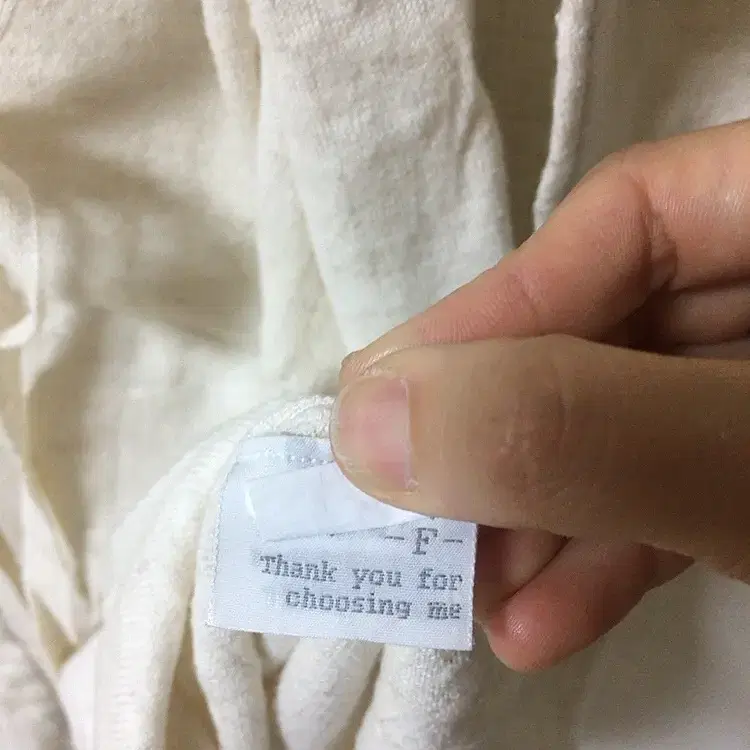 -F-
Thank you for
choosing me